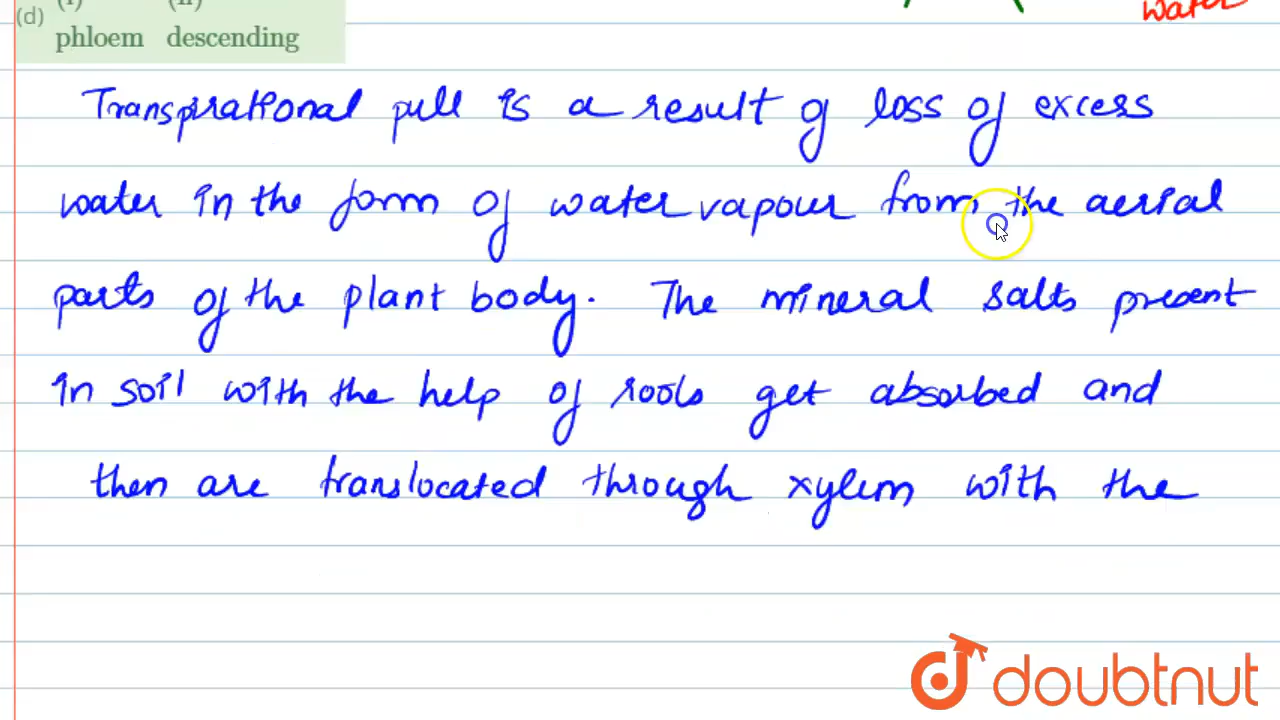 (d) (i) (ii)
phloem descending
water
Transpirational pull is a result of loss of excess
water in the form of water vapour from the aerial
parts of the plant body. The mineral salts present
in soil with the help of roots get absorbed and
then are translocated through xylem with the
doubtnut